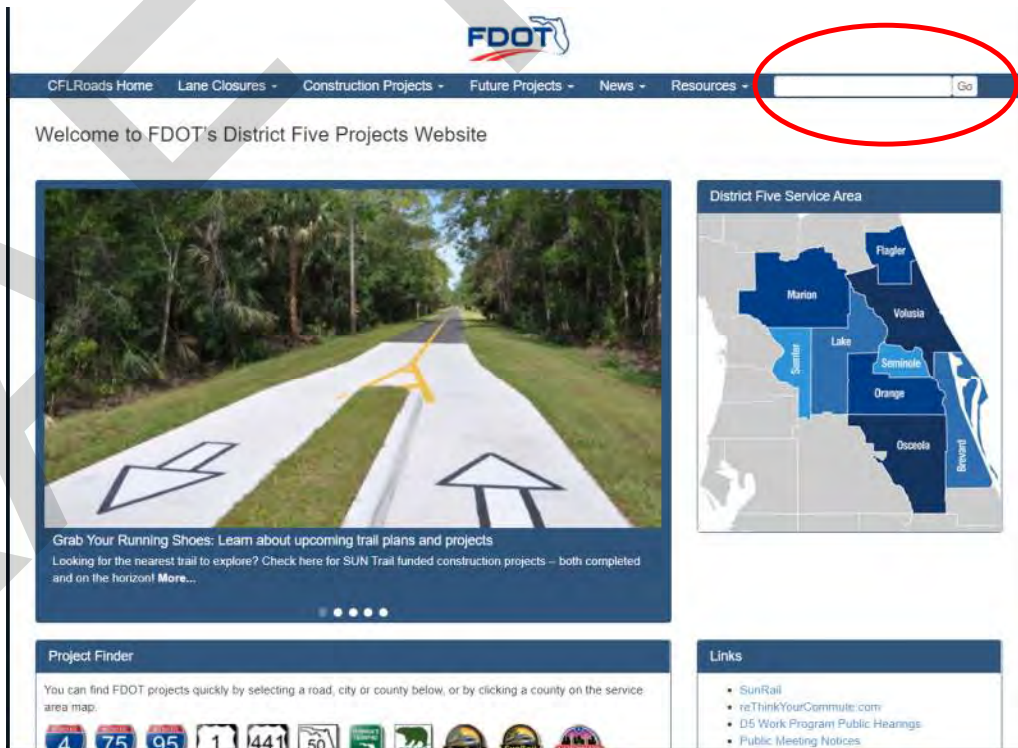 FDOT
CFLRoads Home Lane Closures Construction Projects Future Projects News Resources Go
Welcome to FDOT's District Five Projects Website
District Five Service Area
Flagler
Marion
Volusia
Lake
Sumter
Seminole
Orange
Osceola
Brevard
Grab Your Running Shoes: Learn about upcoming trail plans and projects
Looking for the nearest trail to explore? Check here for SUN Trail funded construction projects – both completed
and on the horizon! More...
Project Finder
You can find FDOT projects quickly by selecting a road, city or county below, or by clicking a county on the service
area map.
4 75 95 1 441 50
Links
SunRail
reThinkYourCommute.com
D5 Work Program Public Hearings
Public Meeting Notices